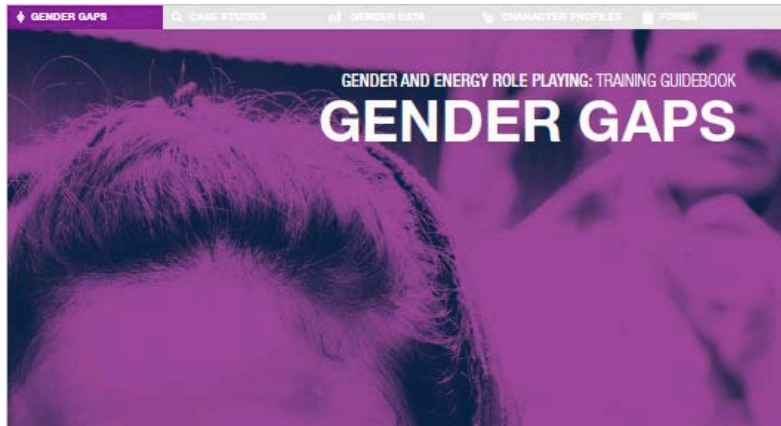 GENDER GAPS
CASE STUDIES
GENDER DATA
CHARACTER PROFILES
FORMS
GENDER AND ENERGY ROLE PLAYING: TRAINING GUIDEBOOK
GENDER GAPS